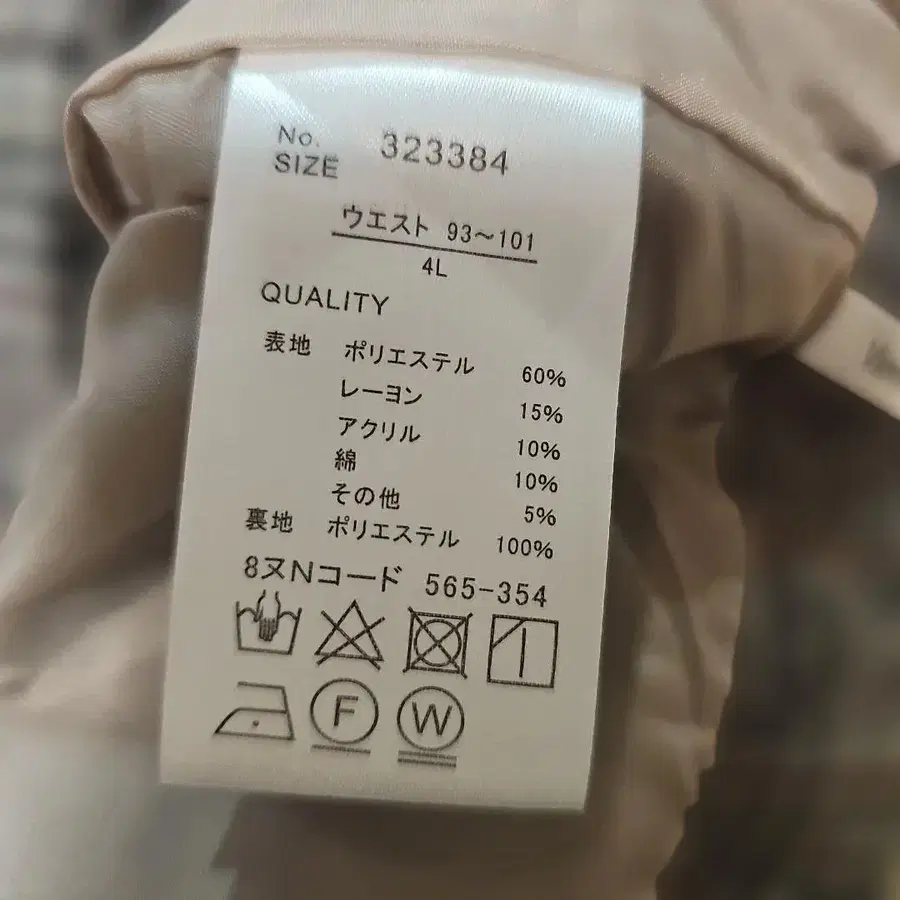 No. 323384
SIZE
ウエスト 93～101
4L
QUALITY
表地 ポリエステル 60%
レーヨン 15%
アクリル 10%
綿 10%
その他 5%
裏地 ポリエステル 100%
8ヌNコード 565-354
F W